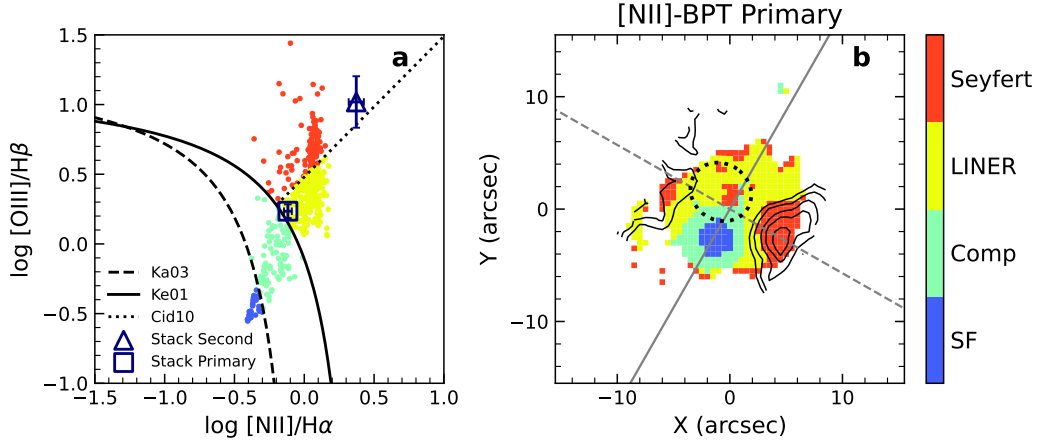 [NII]-BPT Primary
a
1.5
1.0
0.5
0.0
−0.5
−1.0
log [OIII]/Hβ
Ka03
Ke01
Cid10
Stack Second
Stack Primary
−1.5
−1.0
−0.5
0.0
0.5
1.0
log [NII]/Hα
b
10
0
−10
Y (arcsec)
−10
0
10
X (arcsec)
Seyfert
LINER
Comp
SF